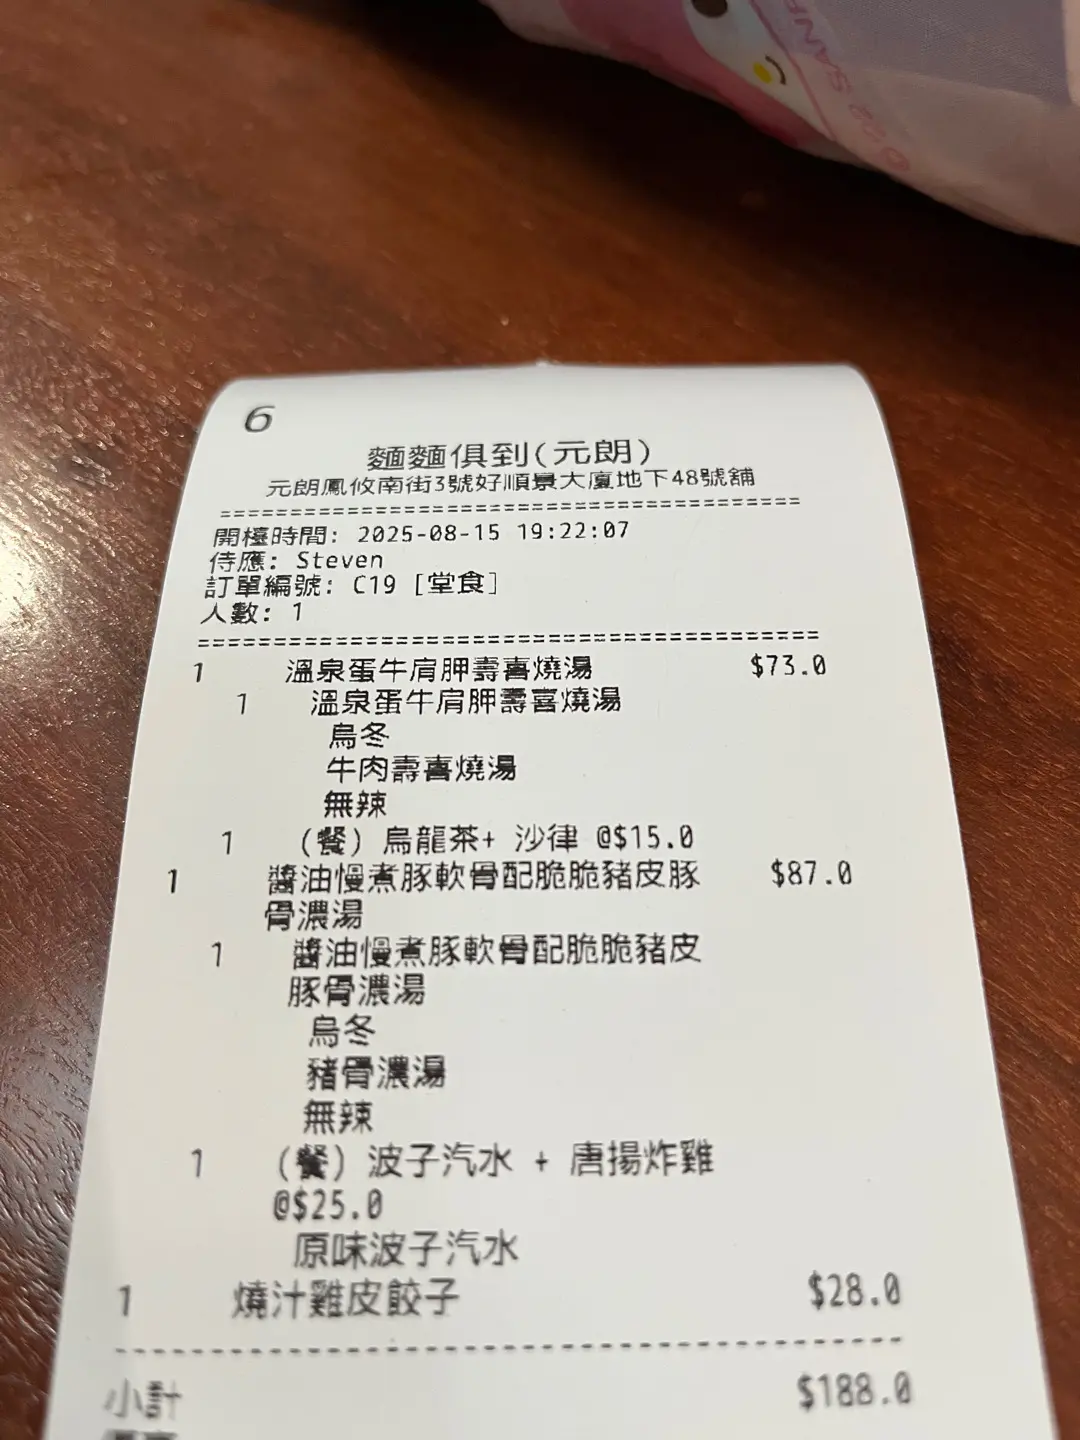 6
麵麵俱到(元朗)
元朗鳳攸南街3號好順景大廈地下48號舖
開檯時間: 2025-08-15 19:22:07
侍應: Steven
訂單編號: C19 [堂食]
人數: 1
1 溫泉蛋牛肩胛壽喜燒湯 $73.0
1 溫泉蛋牛肩胛壽喜燒湯
烏冬
牛肉壽喜燒湯
無辣
1 (餐) 烏龍茶+ 沙律 @$15.0
1 醬油慢煮豚軟骨配脆脆豬皮豚 $87.0
骨濃湯
1 醬油慢煮豚軟骨配脆脆豬皮
豚骨濃湯
烏冬
豬骨濃湯
無辣
1 (餐) 波子汽水 + 唐揚炸雞
@$25.0
原味波子汽水
1 燒汁雞皮餃子 $28.0
小計 $188.0